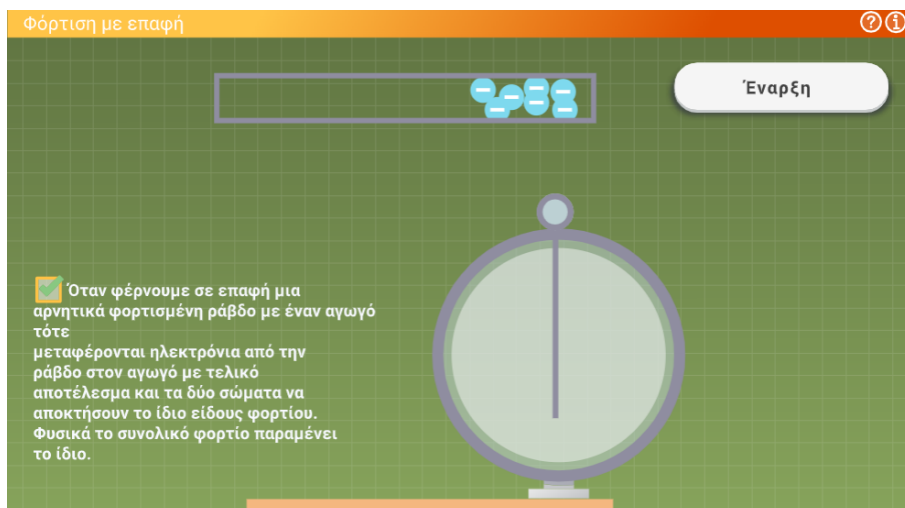 Φόρτιση με επαφή
Έναρξη
Όταν φέρνουμε σε επαφή μια
αρνητικά φορτισμένη ράβδο με έναν αγωγό
τότε
μεταφέρονται ηλεκτρόνια από την
ράβδο στον αγωγό με τελικό
αποτέλεσμα και τα δύο σώματα να
αποκτήσουν το ίδιο είδους φορτίου.
Φυσικά το συνολικό φορτίο παραμένει
το ίδιο.